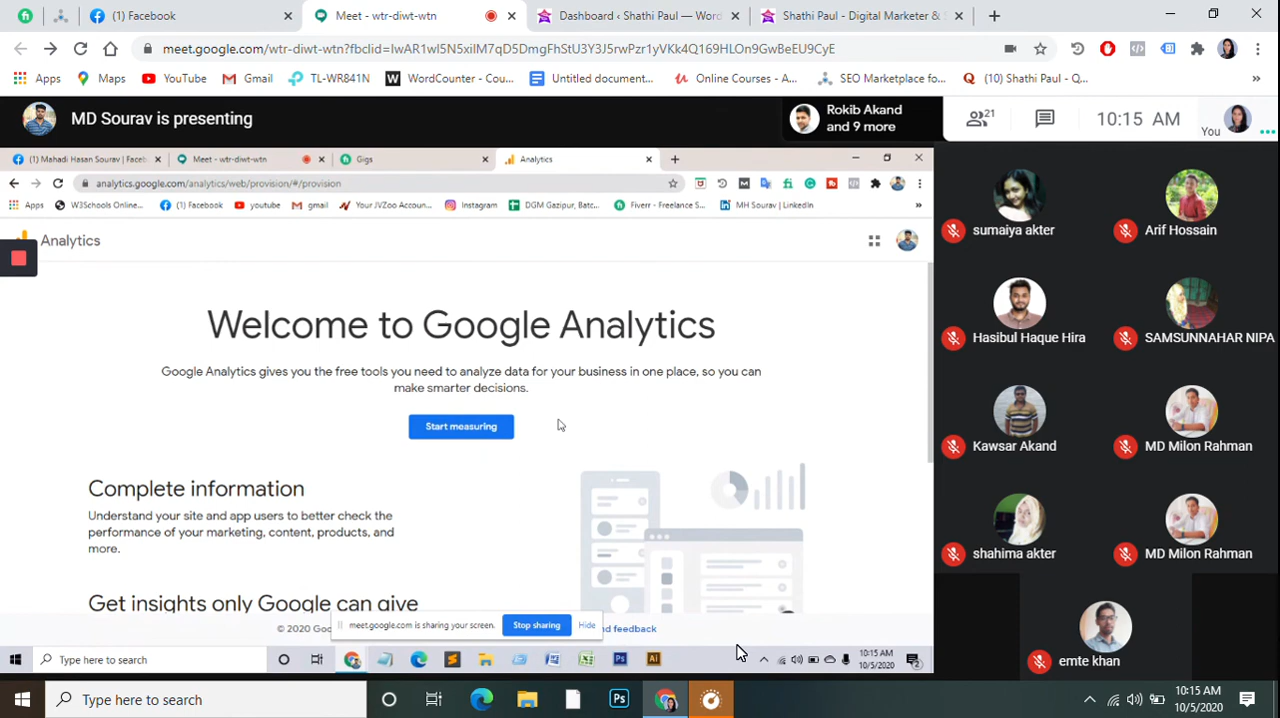 (1) Facebook
Meet - wtr-diwt-wtn
Dashboard ‹ Shathi Paul — Word
Shathi Paul - Digital Marketer & S
meet.google.com/wtr-diwt-wtn?fbclid=IwAR1wl5N5xilM7qD5DmgFhStU3Y3J5rwPzr1yVKk4Q169HLOn9GwBeEU9CyE
Apps
Maps
YouTube
Gmail
TL-WR841N
WordCounter - Cou...
Untitled document...
Online Courses - A...
SEO Marketplace fo...
(10) Shathi Paul - Q...
»
MD Sourav is presenting
Rokib Akand
and 9 more
21
10:15 AM
You
(1) Mahadi Hasan Sourav | Faceb
Meet - wtr-diwt-wtn
Gigs
Analytics
analytics.google.com/analytics/web/provision/#/provision
Apps
W3Schools Online...
(1) Facebook
youtube
gmail
Your JVZoo Accoun...
Instagram
DGM Gazipur, Batc...
Fiverr - Freelance S...
MH Sourav | LinkedIn
»
Analytics
Welcome to Google Analytics
Google Analytics gives you the free tools you need to analyze data for your business in one place, so you can
make smarter decisions.
Start measuring
Complete information
Understand your site and app users to better check the
performance of your marketing, content, products, and
more.
Get insights only Google can give
© 2020 Goo
meet.google.com is sharing your screen.
Stop sharing
Hide
nd feedback
Type here to search
Ps
Ai
10:15 AM
10/5/2020
2
sumaiya akter
Arif Hossain
Hasibul Haque Hira
SAMSUNNAHAR NIPA
Kawsar Akand
MD Milon Rahman
shahima akter
MD Milon Rahman
emte khan
Type here to search
Ps
10:15 AM
10/5/2020